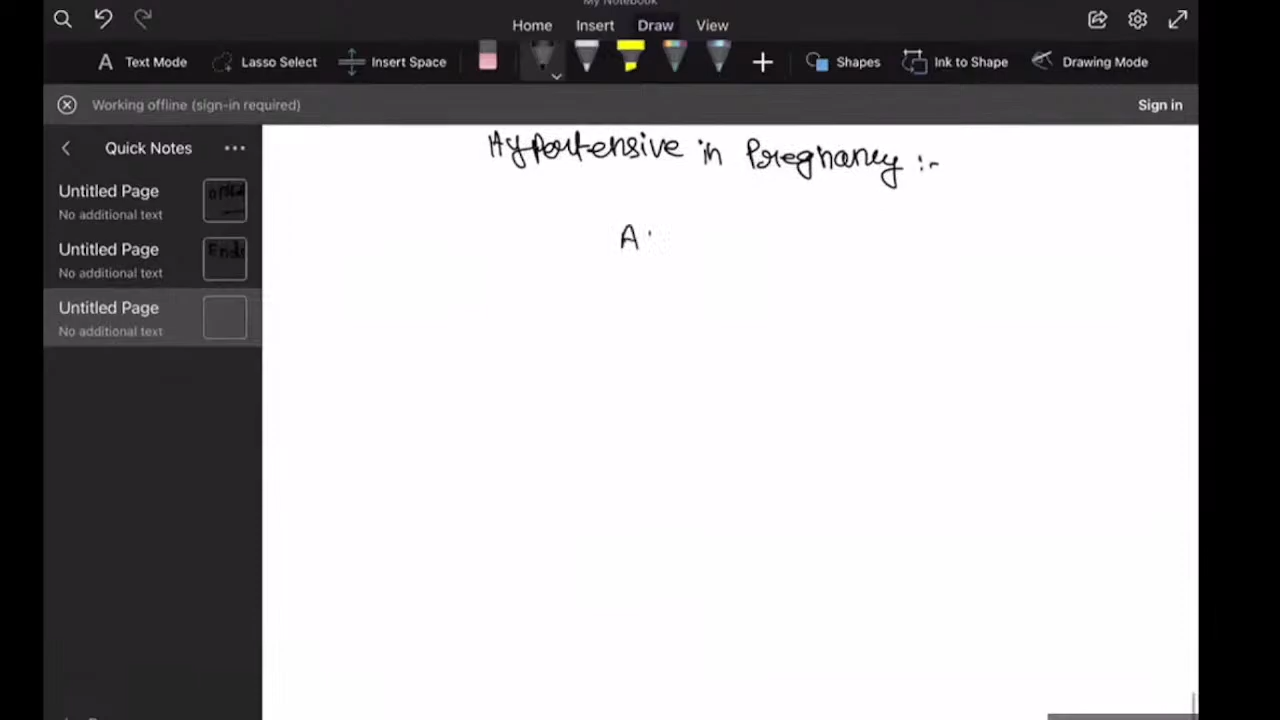 My Notebook
Home Insert Draw View
Text Mode Lasso Select Insert Space Shapes Ink to Shape Drawing Mode
Working offline (sign-in required) Sign in
Quick Notes
Untitled Page
No additional text
Untitled Page
No additional text
Untitled Page
No additional text
Hypertensive in Pregnancy :-
A